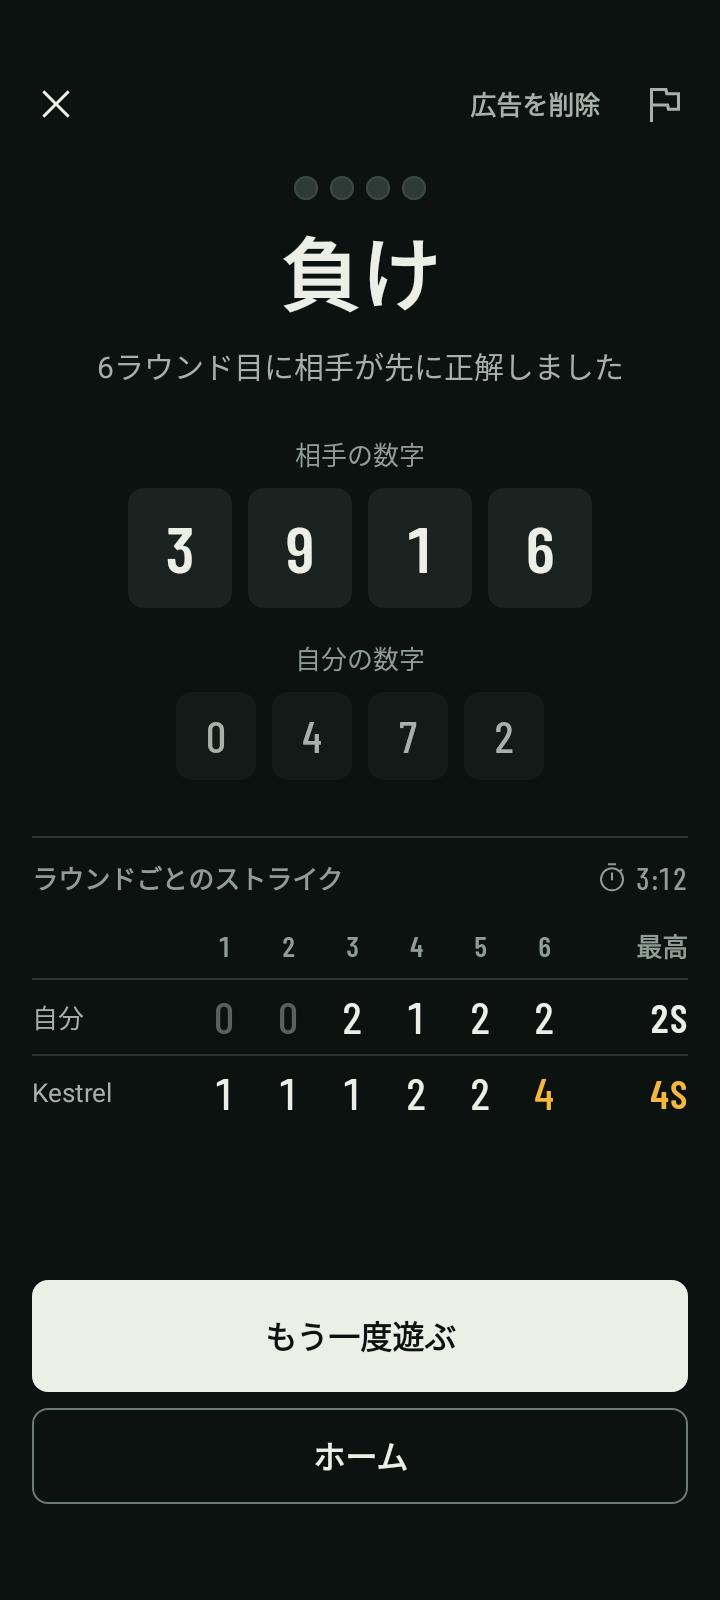 広告を削除
負け
6ラウンド目に相手が先に正解しました
相手の数字
3 9 1 6
自分の数字
0 4 7 2
ラウンドごとのストライク 3:12
1 2 3 4 5 6 最高
自分 0 0 2 1 2 2 2S
Kestrel 1 1 1 2 2 4 4S
もう一度遊ぶ
ホーム